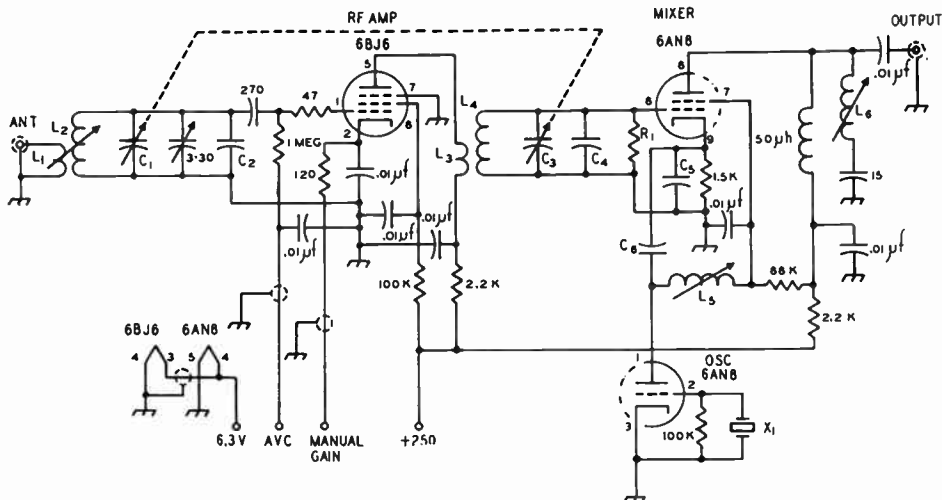 RF AMP
MIXER
OUTPUT
6BJ6
6AN8
.01µf
ANT
L2
L1
C1
3-30
C2
270
47
1 MEG
120
5
7
1
2
6
.01µf
.01µf
.01µf
.01µf
L3
L4
C3
C4
R1
6
7
8
9
C5
1.5K
.01µf
C6
50µh
L6
15
.01µf
L5
68K
2.2K
100K
2.2K
6BJ6
6AN8
4
3
5
4
6.3V
AVC
MANUAL
GAIN
+250
OSC
6AN8
1
2
3
100K
X1